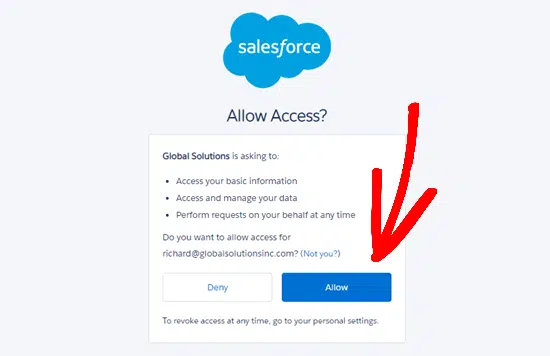 salesforce
Allow Access?
Global Solutions is asking to:
• Access your basic information
• Access and manage your data
• Perform requests on your behalf at any time
Do you want to allow access for
richard@globalsolutionsinc.com? (Not you?)
Deny
Allow
To revoke access at any time, go to your personal settings.